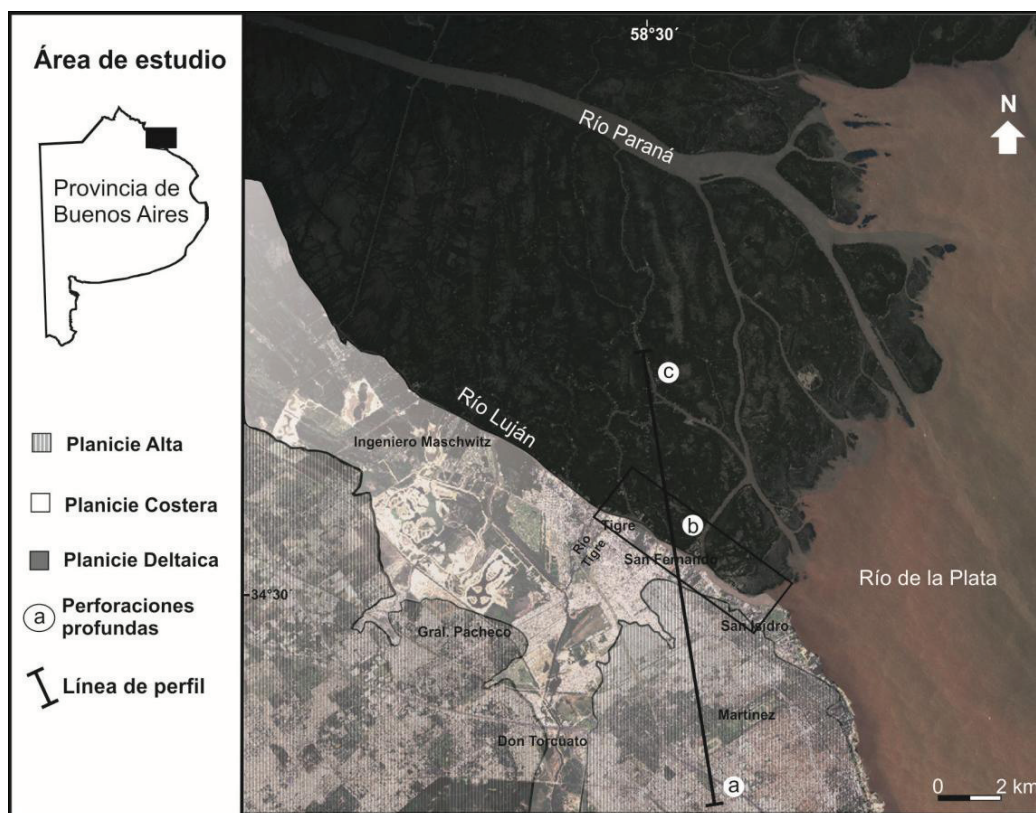 Área de estudio
Provincia de
Buenos Aires
Planicie Alta
Planicie Costera
Planicie Deltaica
a
Perforaciones
profundas
Línea de perfil
58°30´
N
Río Paraná
c
Río Luján
Ingeniero Maschwitz
b
Tigre
Río Tigre
San Fernando
Río de la Plata
34°30´
San Isidro
Gral. Pacheco
Martinez
Don Torcuato
a
0 2 km